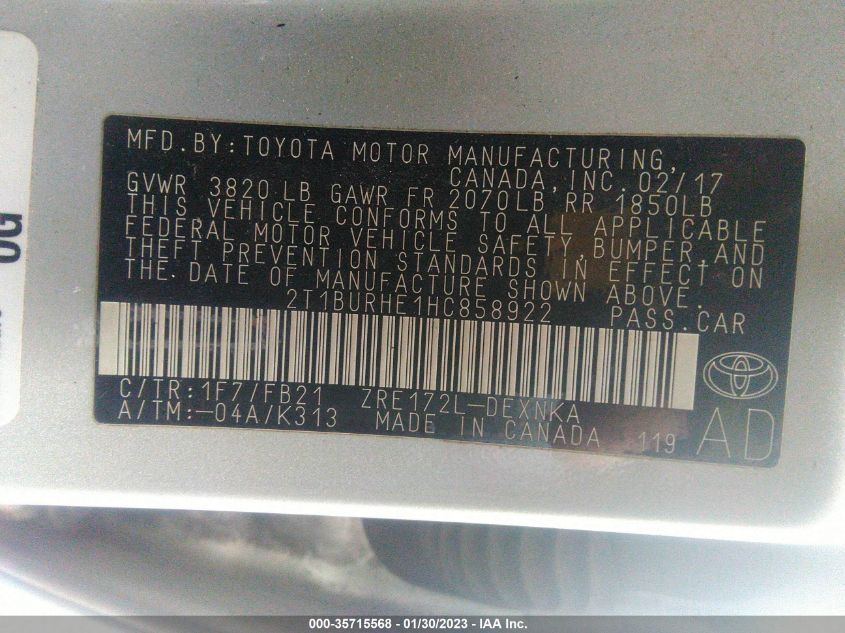 MFD.BY:TOYOTA MOTOR MANUFACTURING,
CANADA,INC.02/17
GVWR 3820 LB GAWR FR 2070LB RR 1850LB
THIS VEHICLE CONFORMS TO ALL APPLICABLE
FEDERAL MOTOR VEHICLE SAFETY,BUMPER,AND
THEFT PREVENTION STANDARDS IN EFFECT ON
THE DATE OF MANUFACTURE SHOWN ABOVE.
2T1BURHE1HC858922 PASS.CAR
C/TR:1F7/FB21 ZRE172L-DEXNKA
A/TM:-04A/K313 MADE IN CANADA 119
AD
000-35715568 - 01/30/2023 - IAA Inc.